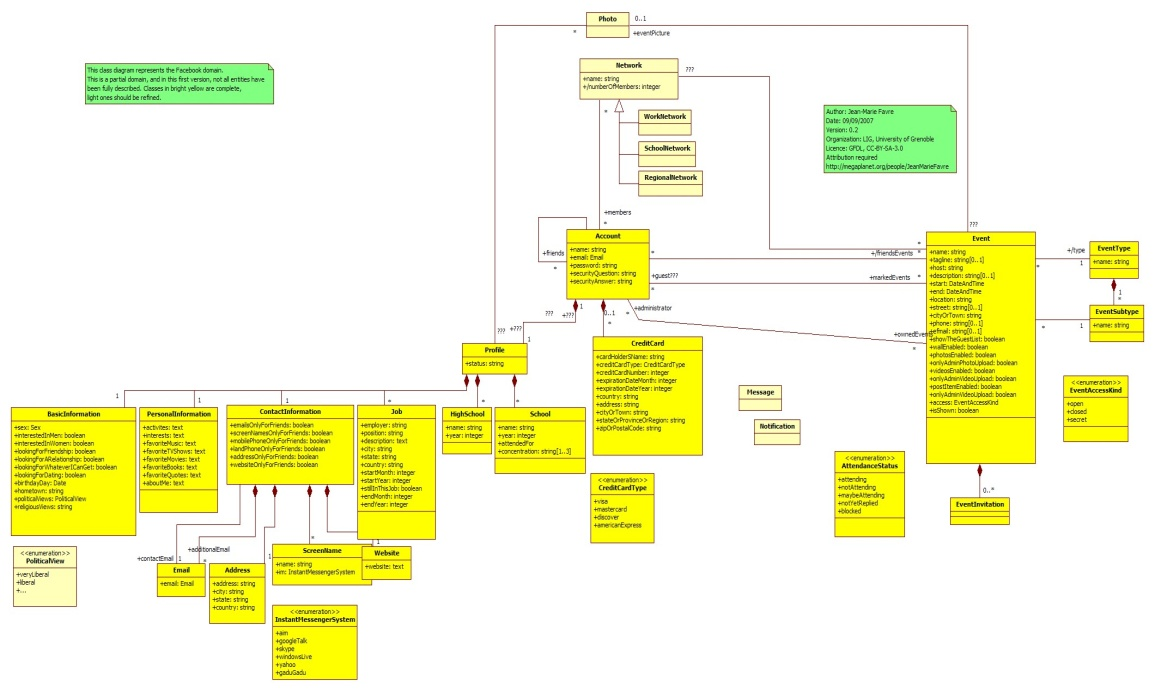 Photo
0..1
*
+eventPicture
This class diagram represents the Facebook domain.
This is a partial domain, and in this first version, not all entities have
been fully described. Classes in bright yellow are complete,
light ones should be refined.
Network
+name: string
+/numberOfMembers: integer
???
*
WorkNetwork
SchoolNetwork
RegionalNetwork
Author: Jean-Marie Favre
Date: 09/09/2007
Version: 0.2
Organization: LIG, University of Grenoble
Licence: GFDL, CC-BY-SA-3.0
Attribution required
http://megaplanet.org/people/JeanMarieFavre
+members
*
???
Account
+name: string
+email: Email
+password: string
+securityQuestion: string
+securityAnswer: string
+friends
*
*
*
+/friendsEvents
*
+guest???
*
+markedEvents
*
+administrator
*
+ownedEvents
*
Event
+name: string
+tagline: string[0..1]
+host: string
+description: string[0..1]
+start: DateAndTime
+end: DateAndTime
+location: string
+street: string[0..1]
+cityOrTown: string
+phone: string[0..1]
+effmail: string[0..1]
+showTheGuestList: boolean
+wallEnabled: boolean
+photosEnabled: boolean
+onlyAdminPhotoUpload: boolean
+videosEnabled: boolean
+onlyAdminVideoUpload: boolean
+postItemEnabled: boolean
+onlyAdminVideoUpload: boolean
+access: EventAccessKind
+isShown: boolean
+/type
*
1
EventType
+name: string
1
*
EventSubtype
+name: string
*
1
1
???
+???
0..1
???
+???
1
Profile
+status: string
CreditCard
+cardHolderSName: string
+creditCardType: CreditCardType
+creditCardNumber: integer
+expirationDateMonth: integer
+expirationDateYear: integer
+country: string
+address: string
+cityOrTown: string
+stateOrProvinceOrRegion: string
+zipOrPostalCode: string
Message
Notification
<<enumeration>>
EventAccessKind
+open
+closed
+secret
1
1
1
*
*
*
BasicInformation
+sex: Sex
+interestedInMen: boolean
+interestedInWomen: boolean
+lookingForFriendship: boolean
+lookingForARelationship: boolean
+lookingForWhateverICanGet: boolean
+lookingForDating: boolean
+birthdayDay: Date
+hometown: string
+politicalViews: PoliticalView
+religiousViews: string
PersonalInformation
+activites: text
+interests: text
+favoriteMusic: text
+favoriteTVShows: text
+favoriteMovies: text
+favoriteBooks: text
+favoriteQuotes: text
+aboutMe: text
ContactInformation
+emailsOnlyForFriends: boolean
+screenNamesOnlyForFriends: boolean
+mobilePhoneOnlyForFriends: boolean
+landPhoneOnlyForFriends: boolean
+addressOnlyForFriends: boolean
+websiteOnlyForFriends: boolean
Job
+employer: string
+position: string
+description: text
+city: string
+state: string
+country: string
+startMonth: integer
+startYear: integer
+stillInThisJob: boolean
+endMonth: integer
+endYear: integer
HighSchool
+name: string
+year: integer
School
+name: string
+year: integer
+attendedFor
+concentration: string[1..3]
<<enumeration>>
CreditCardType
+visa
+mastercard
+discover
+americanExpress
<<enumeration>>
AttendanceStatus
+attending
+notAttending
+maybeAttending
+notYetReplied
+blocked
0..*
EventInvitation
<<enumeration>>
PoliticalView
+veryLiberal
+liberal
+...
+contactEmail
1
+additionalEmail
*
1
*
1
Email
+email: Email
Address
+address: string
+city: string
+state: string
+country: string
ScreenName
+name: string
+im: InstantMessengerSystem
Website
+website: text
<<enumeration>>
InstantMessengerSystem
+aim
+googleTalk
+skype
+windowsLive
+yahoo
+gaduGadu